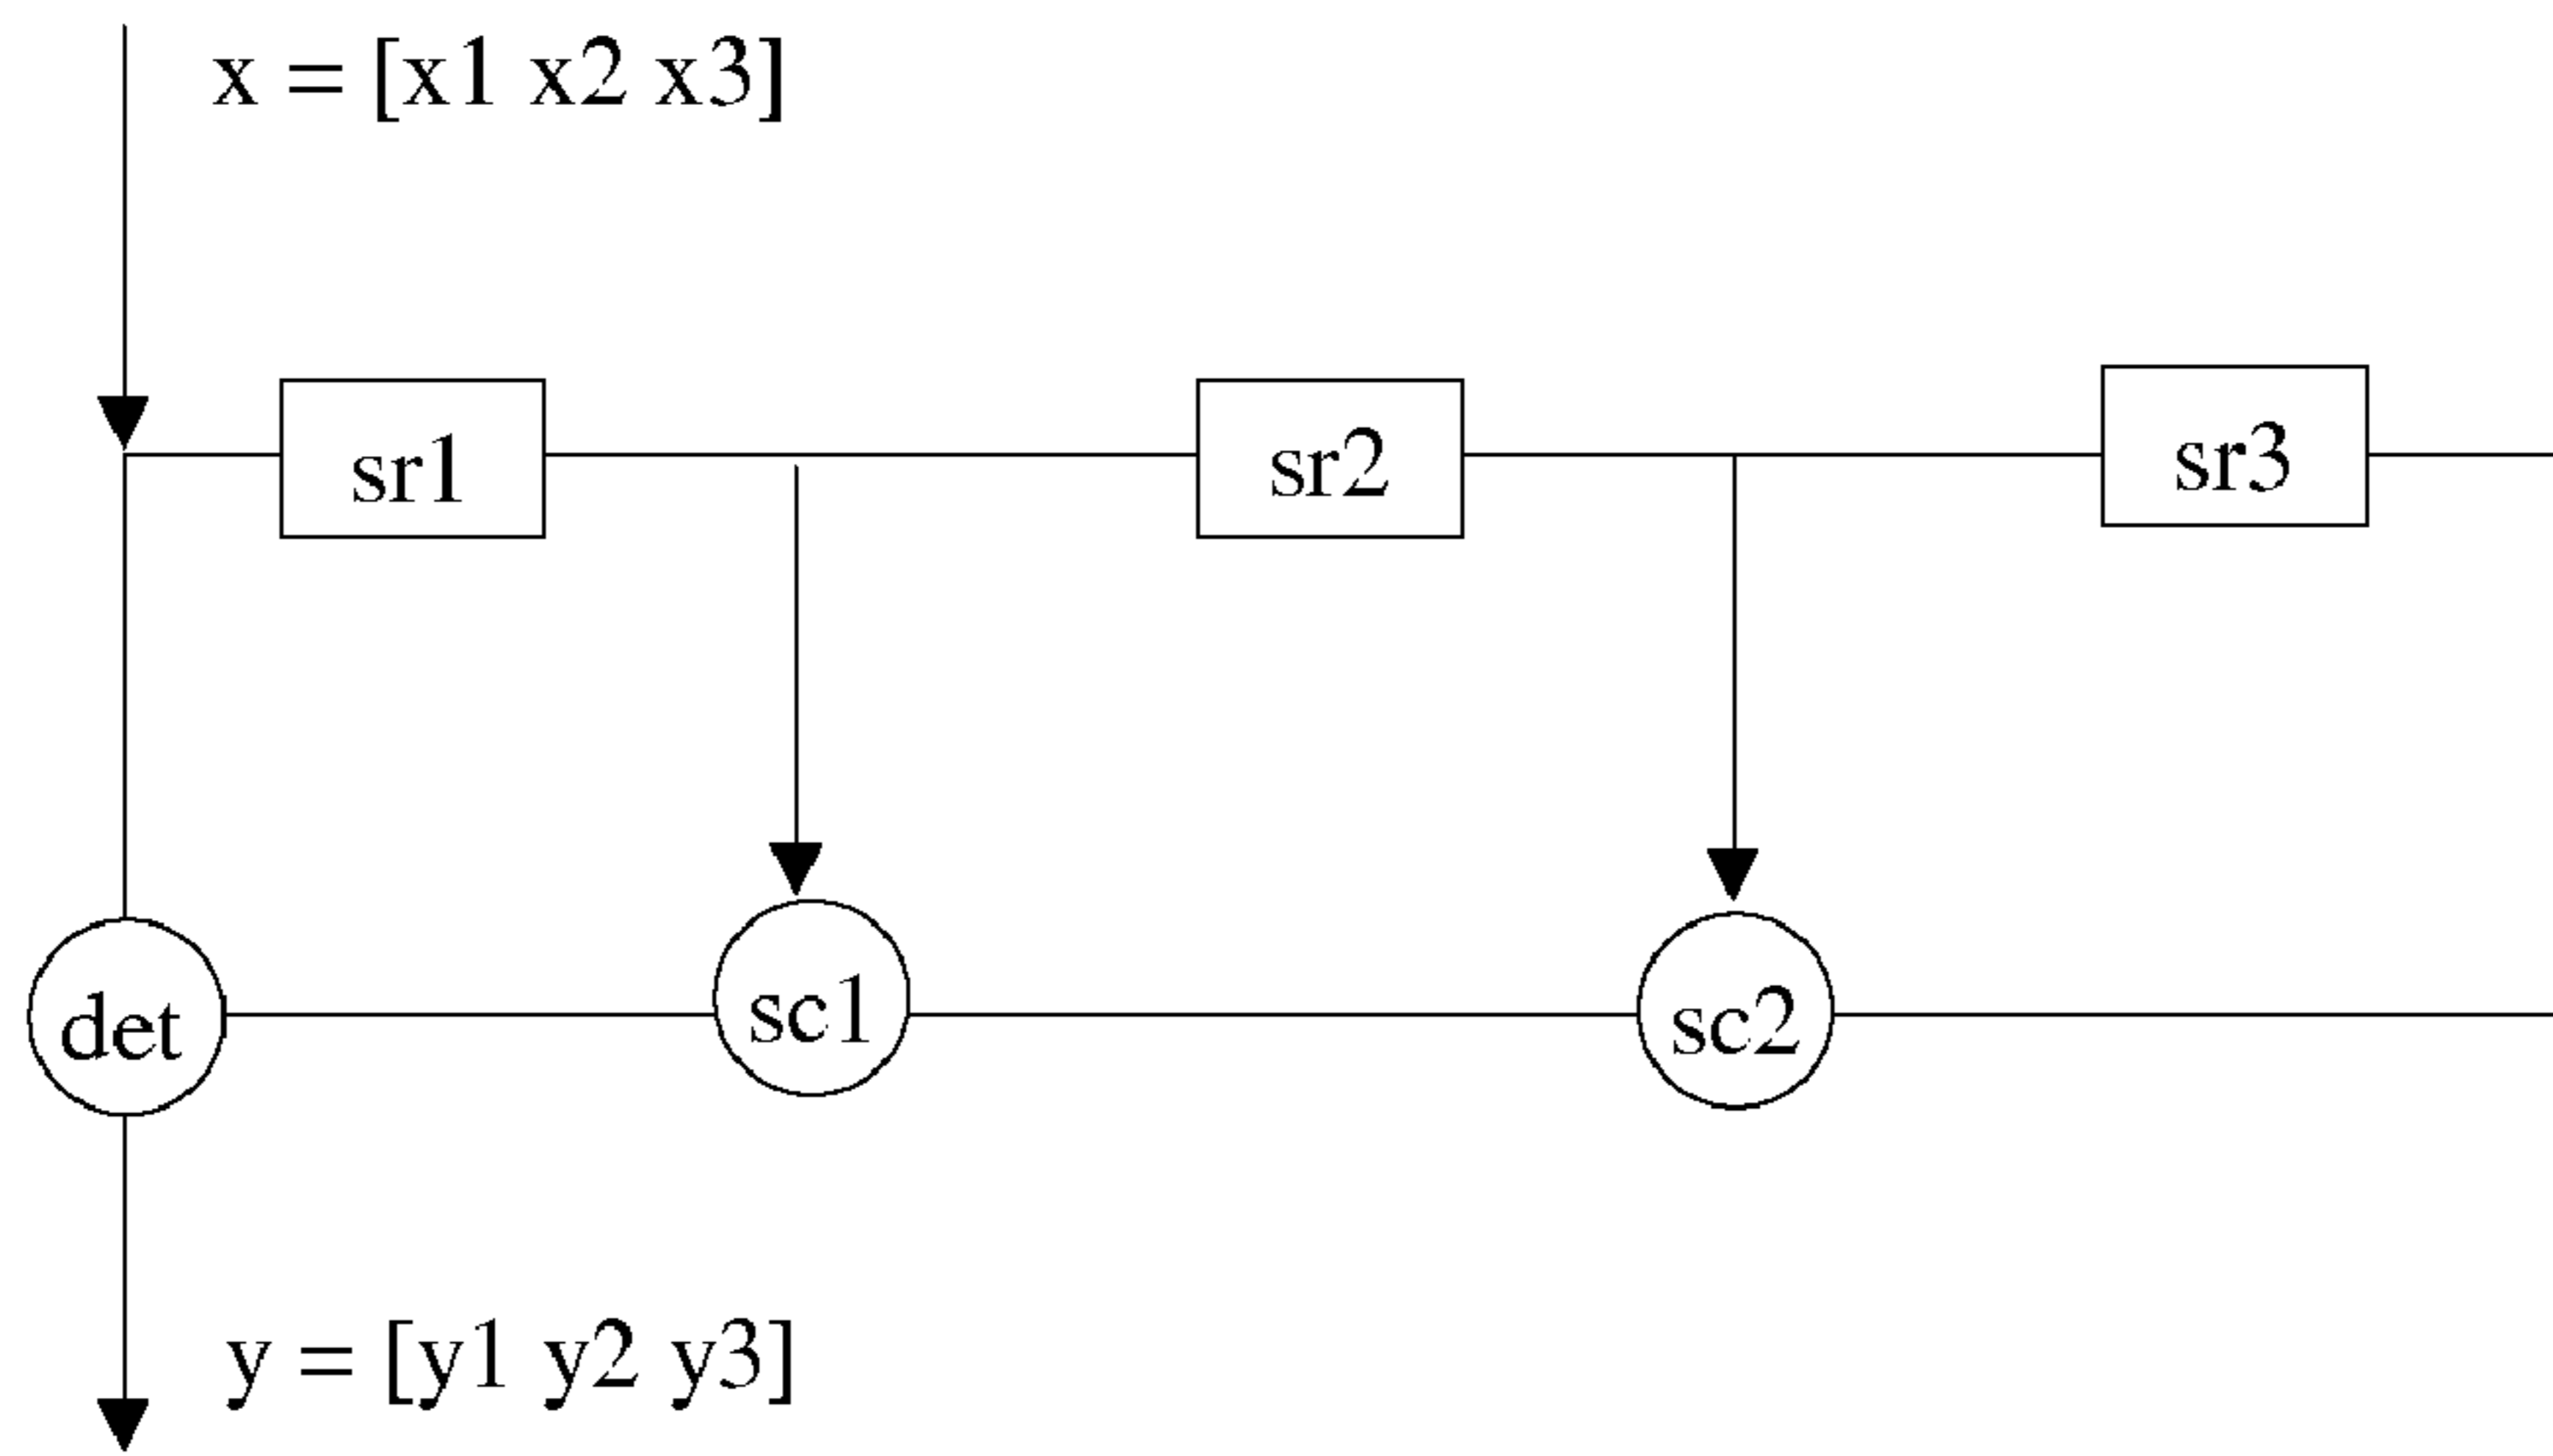 x = [x1 x2 x3]
sr1
sr2
sr3
det
sc1
sc2
y = [y1 y2 y3]